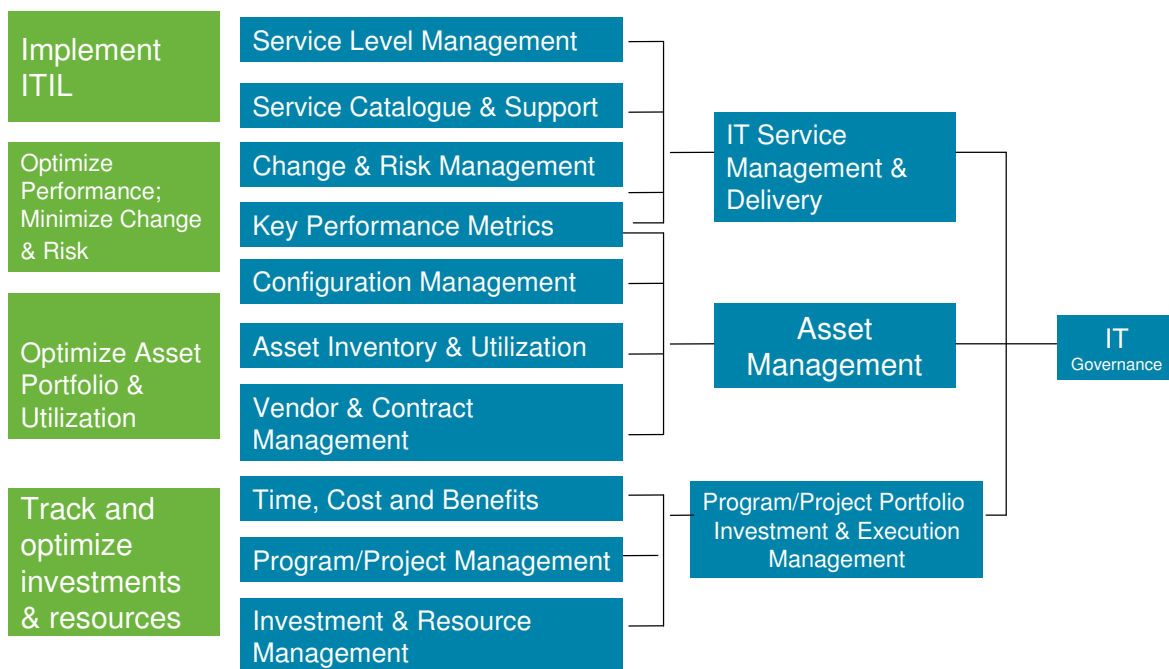 Implement
ITIL
Optimize
Performance;
Minimize Change
& Risk
Optimize Asset
Portfolio &
Utilization
Track and
optimize
investments
& resources
Service Level Management
Service Catalogue & Support
Change & Risk Management
Key Performance Metrics
Configuration Management
Asset Inventory & Utilization
Vendor & Contract
Management
Time, Cost and Benefits
Program/Project Management
Investment & Resource
Management
IT Service
Management &
Delivery
Asset
Management
Program/Project Portfolio
Investment & Execution
Management
IT
Governance